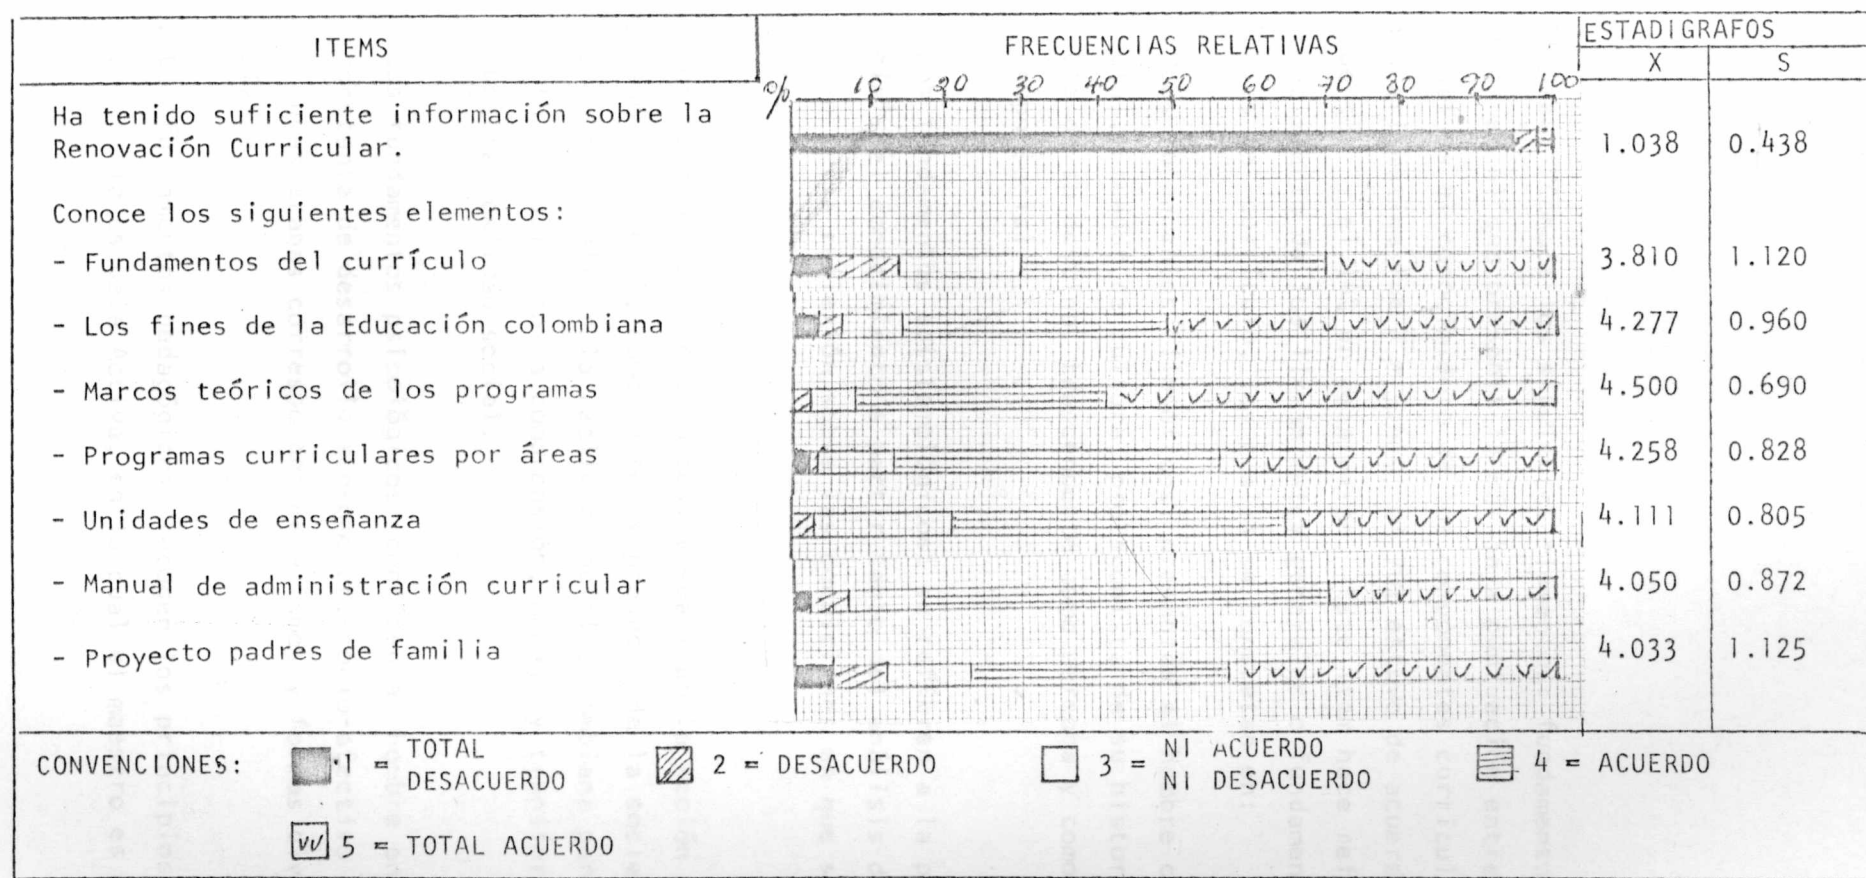 ITEMS
FRECUENCIAS RELATIVAS
ESTADIGRAFOS
X S
% 10 20 30 40 50 60 70 80 90 100
Ha tenido suficiente información sobre la
Renovación Curricular.
1.038 0.438
Conoce los siguientes elementos:
- Fundamentos del currículo 3.810 1.120
- Los fines de la Educación colombiana 4.277 0.960
- Marcos teóricos de los programas 4.500 0.690
- Programas curriculares por áreas 4.258 0.828
- Unidades de enseñanza 4.111 0.805
- Manual de administración curricular 4.050 0.872
- Proyecto padres de familia 4.033 1.125
CONVENCIONES: 1 = TOTAL DESACUERDO 2 = DESACUERDO 3 = NI ACUERDO NI DESACUERDO 4 = ACUERDO
5 = TOTAL ACUERDO